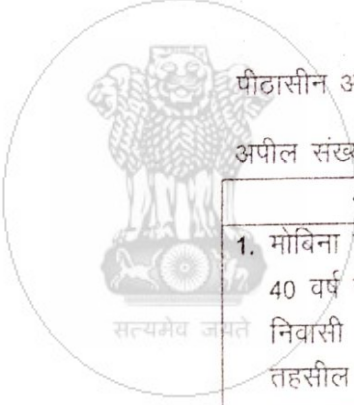 पीठासीन
अपील
1. मोबिना
40 वर्ष
सत्यमेव जयते
निवासी
तहसील